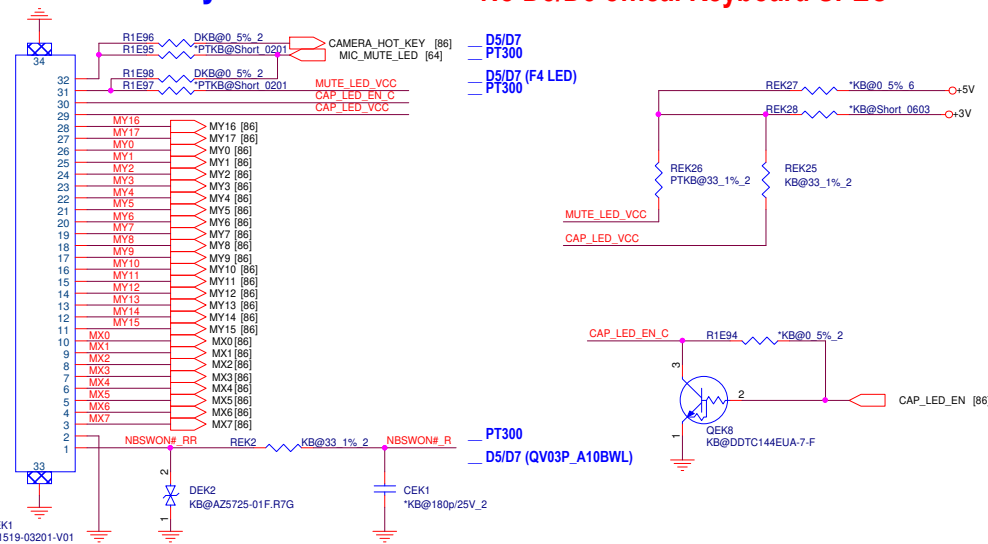 34
R1E96 DKB@0_5%_2 CAMERA_HOT_KEY [86] D5/D7
R1E95 *PTKB@Short_0201 MIC_MUTE_LED [64] PT300
32 R1E98 DKB@0_5%_2 D5/D7 (F4 LED)
31 R1E97 *PTKB@Short_0201 MUTE_LED_VCC PT300
30 CAP_LED_EN_C
29 CAP_LED_VCC
28 MY16 MY16 [86]
27 MY17 MY17 [86]
26 MY0 MY0 [86]
25 MY1 MY1 [86]
24 MY2 MY2 [86]
23 MY3 MY3 [86]
22 MY4 MY4 [86]
21 MY5 MY5 [86]
20 MY6 MY6 [86]
19 MY7 MY7 [86]
18 MY8 MY8 [86]
17 MY9 MY9 [86]
16 MY10 MY10 [86]
15 MY11 MY11 [86]
14 MY12 MY12 [86]
13 MY13 MY13 [86]
12 MY14 MY14 [86]
11 MY15 MY15 [86]
10 MX0 MX0[86]
9 MX1 MX1[86]
8 MX2 MX2[86]
7 MX3 MX3[86]
6 MX4 MX4[86]
5 MX5 MX5[86]
4 MX6 MX6[86]
3 MX7 MX7[86]
2
1 NBSWON#_RR REK2 KB@33_1%_2 NBSWON#_R
PT300
D5/D7 (QV03P_A10BWL)
33
2
DEK2
KB@AZ5725-01F.R7G
1
CEK1
*KB@180p/25V_2
1519-03201-V01
REK27 *KB@0_5%_6 +5V
REK28 *KB@Short_0603 +3V
REK26
PTKB@33_1%_2
REK25
KB@33_1%_2
MUTE_LED_VCC
CAP_LED_VCC
CAP_LED_EN_C R1E94 *KB@0_5%_2
3
2
CAP_LED_EN [86]
1
QEK8
KB@DDTC144EUA-7-F